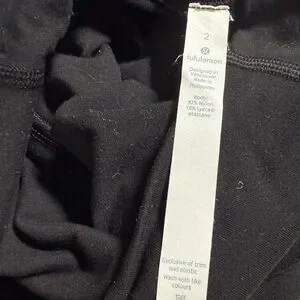 2
lululemon
Designed in
Vancouver
Made in
Philippines
Body:
82% Nylon
18% Lycra®
elastane
Exclusive of trim
and elastic
Wash with like
colours